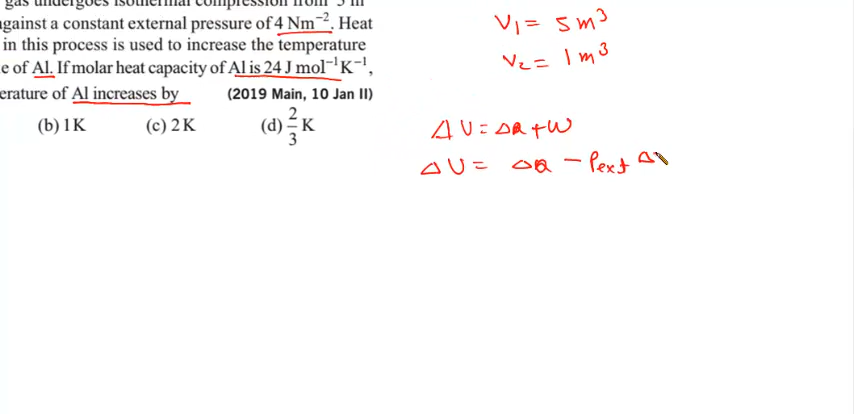 gas undergoes isothermal compression from 5 m
against a constant external pressure of 4 Nm⁻². Heat
in this process is used to increase the temperature
e of Al. If molar heat capacity of Al is 24 J mol⁻¹K⁻¹,
erature of Al increases by (2019 Main, 10 Jan II)
(b) 1 K (c) 2 K (d) 2/3 K
V₁ = 5 m³
V₂ = 1 m³
ΔU = ΔQ + W
ΔU = ΔQ − Pext Δ